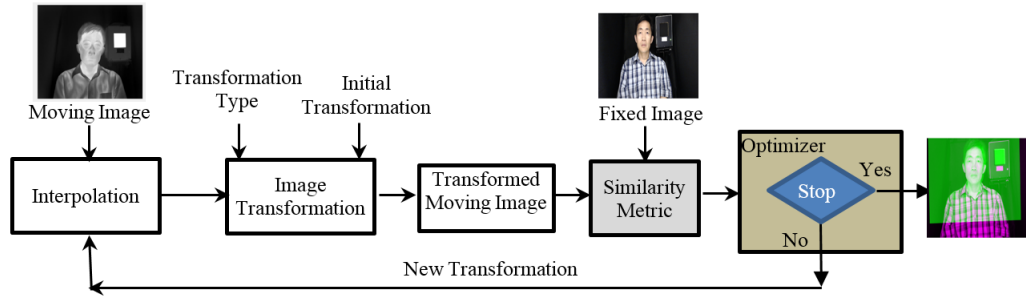 Moving Image
Transformation
Type
Initial
Transformation
Fixed Image
Interpolation
Image
Transformation
Transformed
Moving Image
Similarity
Metric
Optimizer
Stop
Yes
No
New Transformation